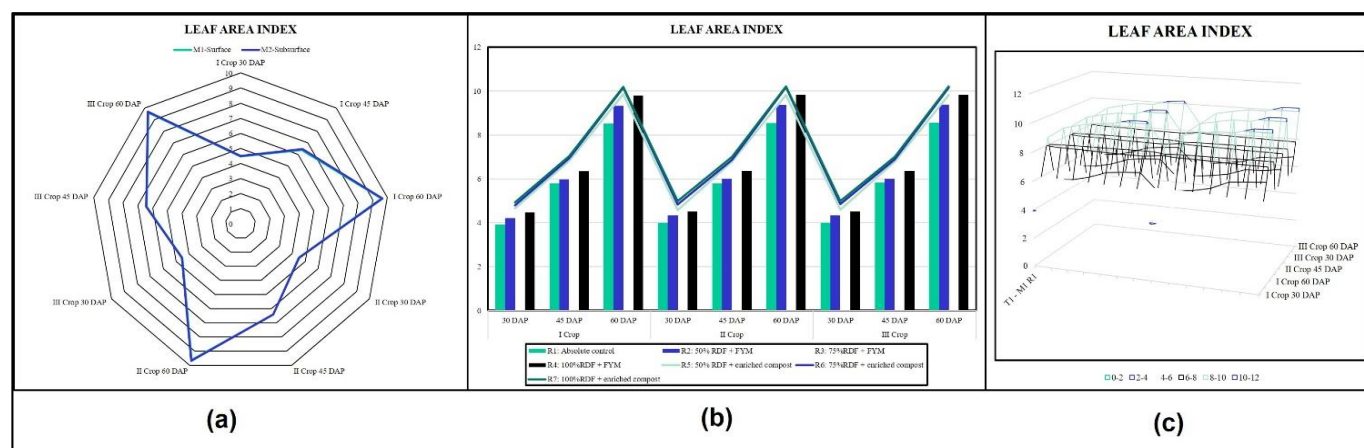 LEAF AREA INDEX
M1-Surface M2-Subsurface
I Crop 30 DAP
I Crop 45 DAP
I Crop 60 DAP
II Crop 30 DAP
II Crop 45 DAP
II Crop 60 DAP
III Crop 30 DAP
III Crop 45 DAP
III Crop 60 DAP
10
9
8
7
6
5
4
3
2
1
0
(a)
LEAF AREA INDEX
12
10
8
6
4
2
0
30 DAP 45 DAP 60 DAP 30 DAP 45 DAP 60 DAP 30 DAP 45 DAP 60 DAP
I Crop II Crop III Crop
R1: Absolute control R2: 50% RDF + FYM R3: 75%RDF + FYM
R4: 100%RDF + FYM R5: 50% RDF + enriched compost R6: 75%RDF + enriched compost
R7: 100%RDF + enriched compost
(b)
LEAF AREA INDEX
12
10
8
6
4
2
0
T1 - M1 R1
III Crop 60 DAP
III Crop 30 DAP
II Crop 45 DAP
I Crop 60 DAP
I Crop 30 DAP
0-2 2-4 4-6 6-8 8-10 10-12
(c)